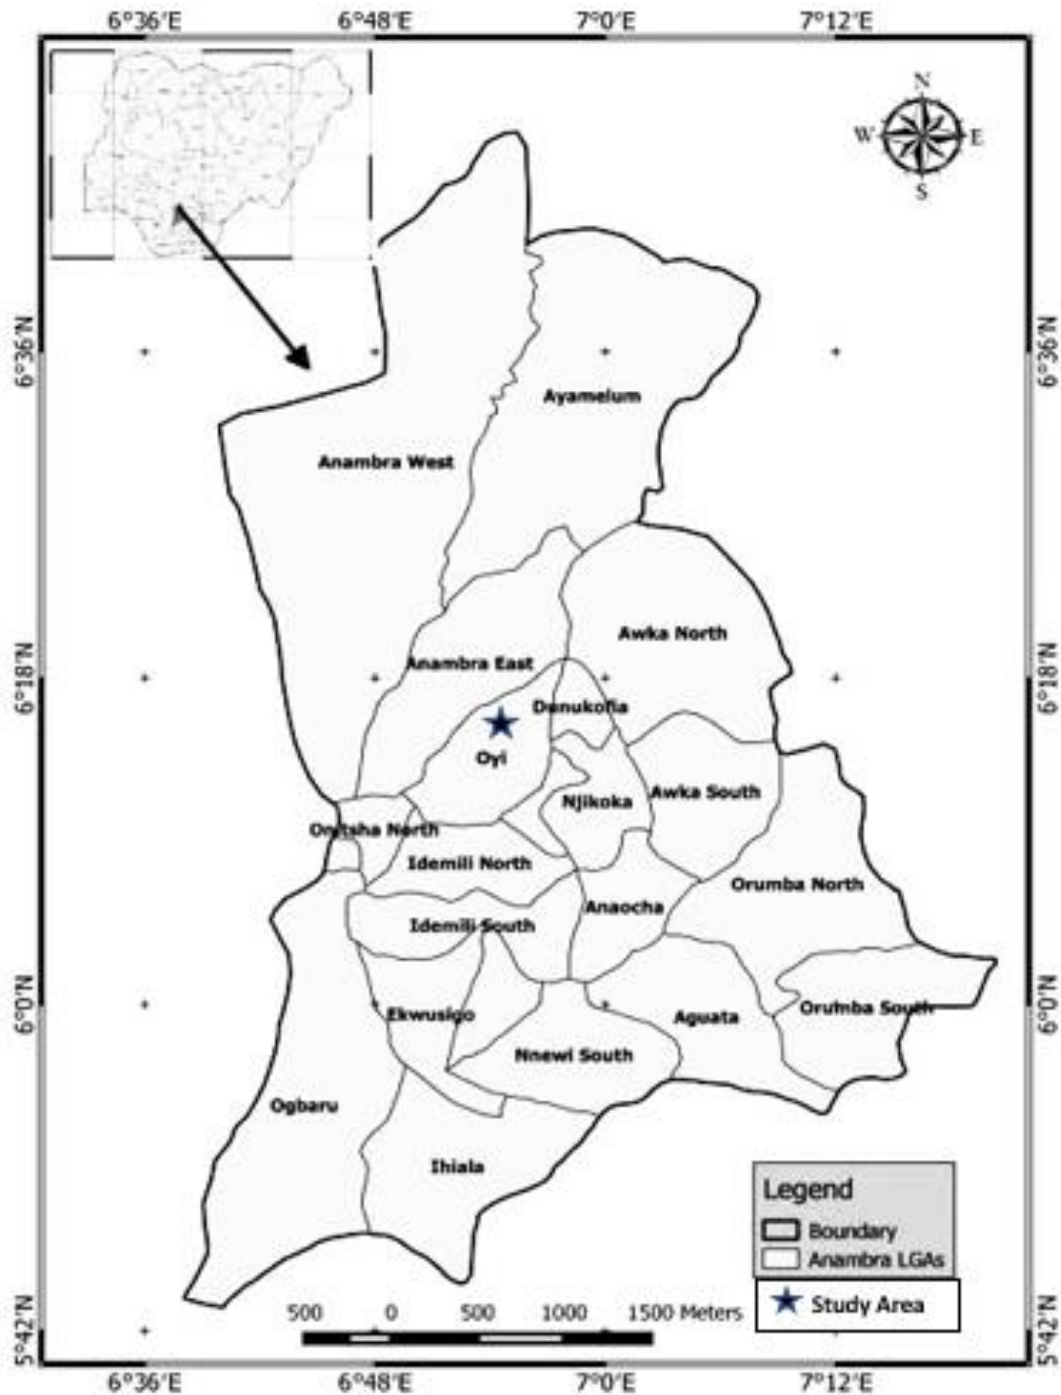 6°36'E 6°48'E 7°0'E 7°12'E
N
W E
S
6°36'N 6°36'N
Ayamelum
Anambra West
Awka North
Anambra East
6°18'N 6°18'N
Dunukofia
Oyi
Awka South
Njikoka
Onitsha North
Idemili North
Orumba North
Anaocha
Idemili South
6°0'N 6°0'N
Orumba South
Ekwusigo
Aguata
Nnewi South
Ogbaru
Ihiala
Legend
Boundary
Anambra LGAs
Study Area
500 0 500 1000 1500 Meters
5°42'N 5°42'N
6°36'E 6°48'E 7°0'E 7°12'E